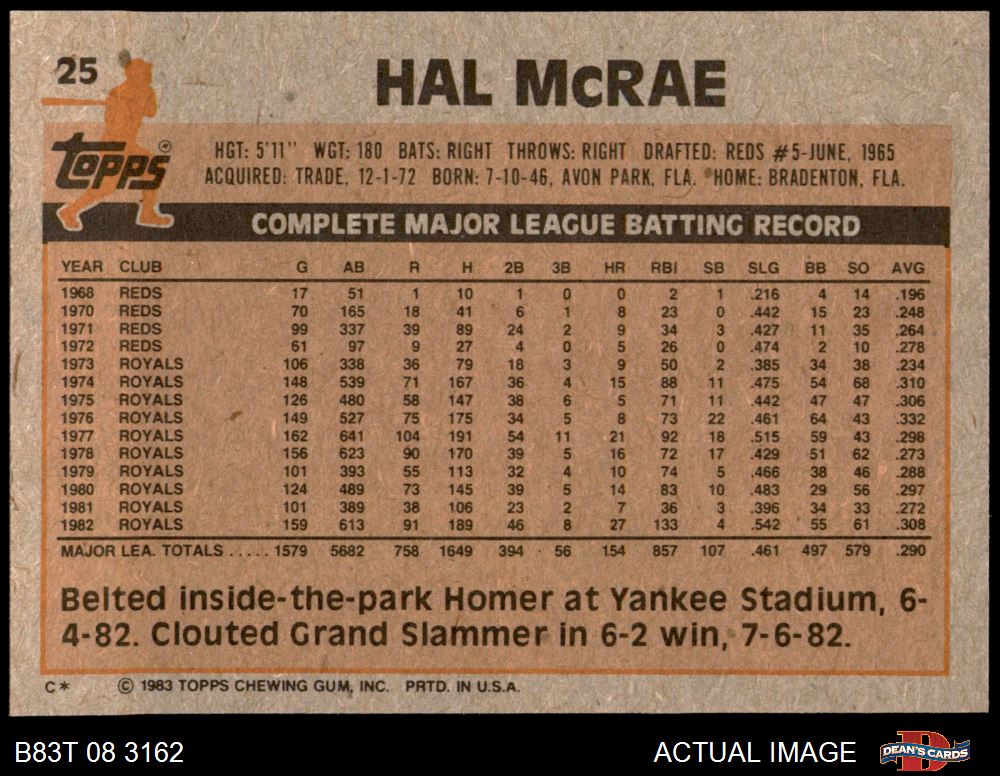 25
HAL McRAE
Topps®
HGT: 5'11" WGT: 180 BATS: RIGHT THROWS: RIGHT DRAFTED: REDS #5-JUNE, 1965
ACQUIRED: TRADE, 12-1-72 BORN: 7-10-46, AVON PARK, FLA. HOME: BRADENTON, FLA.
COMPLETE MAJOR LEAGUE BATTING RECORD
YEAR CLUB G AB R H 2B 3B HR RBI SB SLG BB SO AVG
1968 REDS 17 51 1 10 1 0 0 2 1 .216 4 14 .196
1970 REDS 70 165 18 41 6 1 8 23 0 .442 15 23 .248
1971 REDS 99 337 39 89 24 2 9 34 3 .427 11 35 .264
1972 REDS 61 97 9 27 4 0 5 26 0 .474 2 10 .278
1973 ROYALS 106 338 36 79 18 3 9 50 2 .385 34 38 .234
1974 ROYALS 148 539 71 167 36 4 15 88 11 .475 54 68 .310
1975 ROYALS 126 480 58 147 38 6 5 71 11 .442 47 47 .306
1976 ROYALS 149 527 75 175 34 5 8 73 22 .461 64 43 .332
1977 ROYALS 162 641 104 191 54 11 21 92 18 .515 59 43 .298
1978 ROYALS 156 623 90 170 39 5 16 72 17 .429 51 62 .273
1979 ROYALS 101 393 55 113 32 4 10 74 5 .466 38 46 .288
1980 ROYALS 124 489 73 145 39 5 14 83 10 .483 29 56 .297
1981 ROYALS 101 389 38 106 23 2 7 36 3 .396 34 33 .272
1982 ROYALS 159 613 91 189 46 8 27 133 4 .542 55 61 .308
MAJOR LEA. TOTALS ..... 1579 5682 758 1649 394 56 154 857 107 .461 497 579 .290
Belted inside-the-park Homer at Yankee Stadium, 6-
4-82. Clouted Grand Slammer in 6-2 win, 7-6-82.
C* © 1983 TOPPS CHEWING GUM, INC. PRTD. IN U.S.A.
B83T 08 3162 ACTUAL IMAGE DEAN'S CARDS